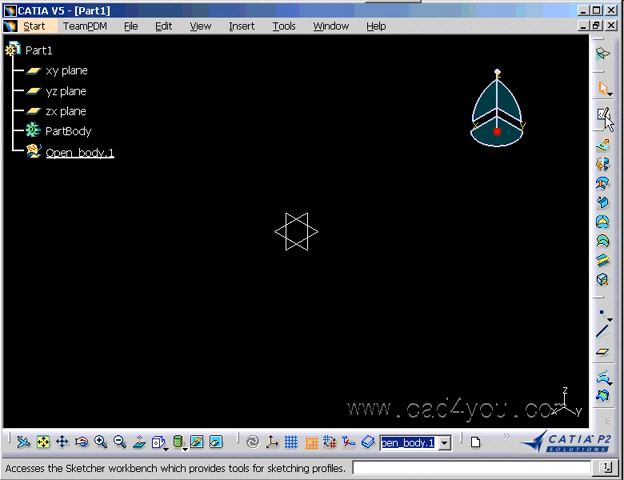 CATIA V5 - [Part1]
Start TeamPDM File Edit View Insert Tools Window Help
Part1
xy plane
yz plane
zx plane
PartBody
Open_body.1
z
x y
www.cad4you.com
z
x y
pen_body.1
CATIA P2
SOLUTIONS
Accesses the Sketcher workbench which provides tools for sketching profiles.